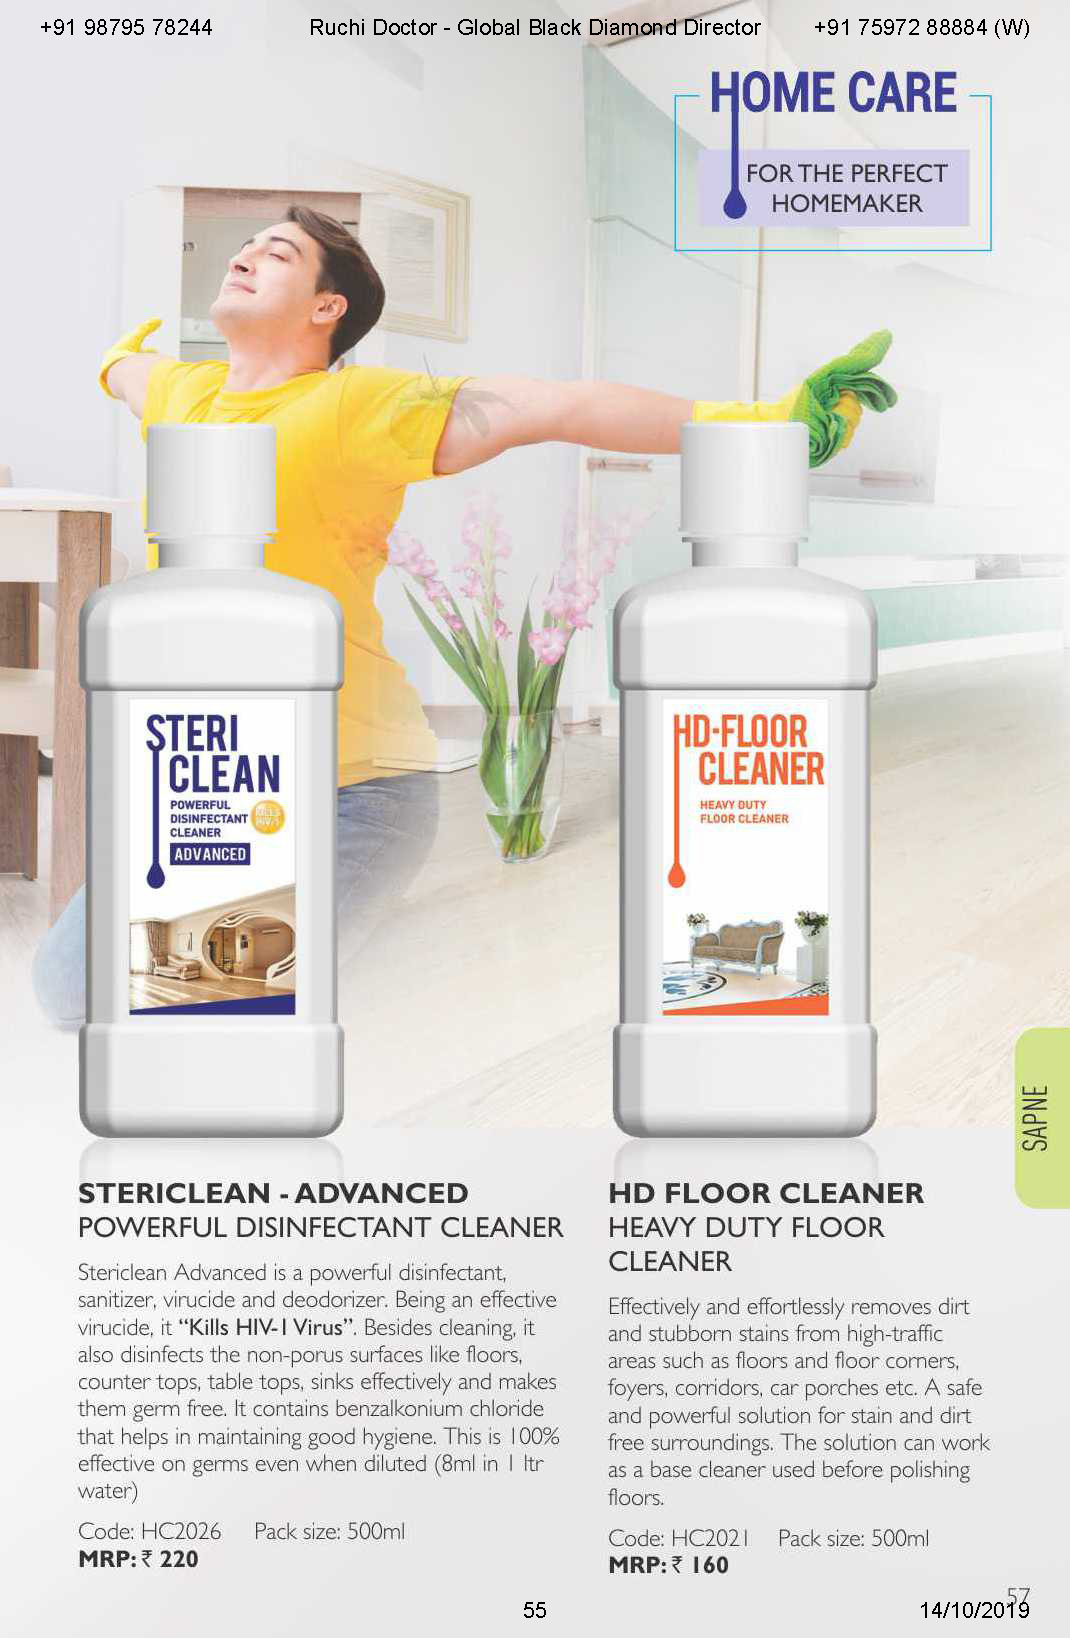 +91 98795 78244 Ruchi Doctor - Global Black Diamond Director +91 75972 88884 (W)
HOME CARE
FOR THE PERFECT
HOMEMAKER
STERI
CLEAN
POWERFUL
DISINFECTANT
CLEANER
KILLS
HIV-1
ADVANCED
HD-FLOOR
CLEANER
HEAVY DUTY
FLOOR CLEANER
SAPNE
STERICLEAN - ADVANCED
POWERFUL DISINFECTANT CLEANER
Stericlean Advanced is a powerful disinfectant,
sanitizer, virucide and deodorizer. Being an effective
virucide, it “Kills HIV-1 Virus”. Besides cleaning, it
also disinfects the non-porus surfaces like floors,
counter tops, table tops, sinks effectively and makes
them germ free. It contains benzalkonium chloride
that helps in maintaining good hygiene. This is 100%
effective on germs even when diluted (8ml in 1 ltr
water)
Code: HC2026 Pack size: 500ml
MRP: ₹ 220
HD FLOOR CLEANER
HEAVY DUTY FLOOR
CLEANER
Effectively and effortlessly removes dirt
and stubborn stains from high-traffic
areas such as floors and floor corners,
foyers, corridors, car porches etc. A safe
and powerful solution for stain and dirt
free surroundings. The solution can work
as a base cleaner used before polishing
floors.
Code: HC2021 Pack size: 500ml
MRP: ₹ 160
57
55 14/10/2019